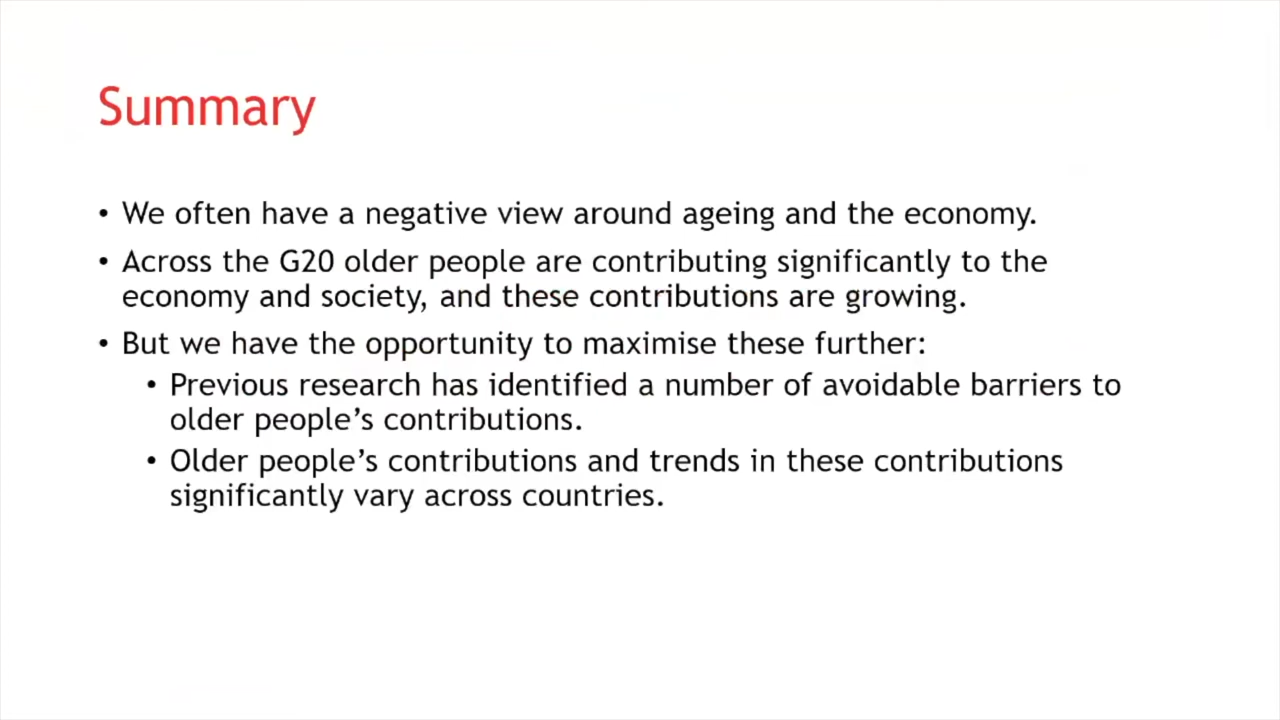 Summary
• We often have a negative view around ageing and the economy.
• Across the G20 older people are contributing significantly to the
economy and society, and these contributions are growing.
• But we have the opportunity to maximise these further:
• Previous research has identified a number of avoidable barriers to
older people’s contributions.
• Older people’s contributions and trends in these contributions
significantly vary across countries.